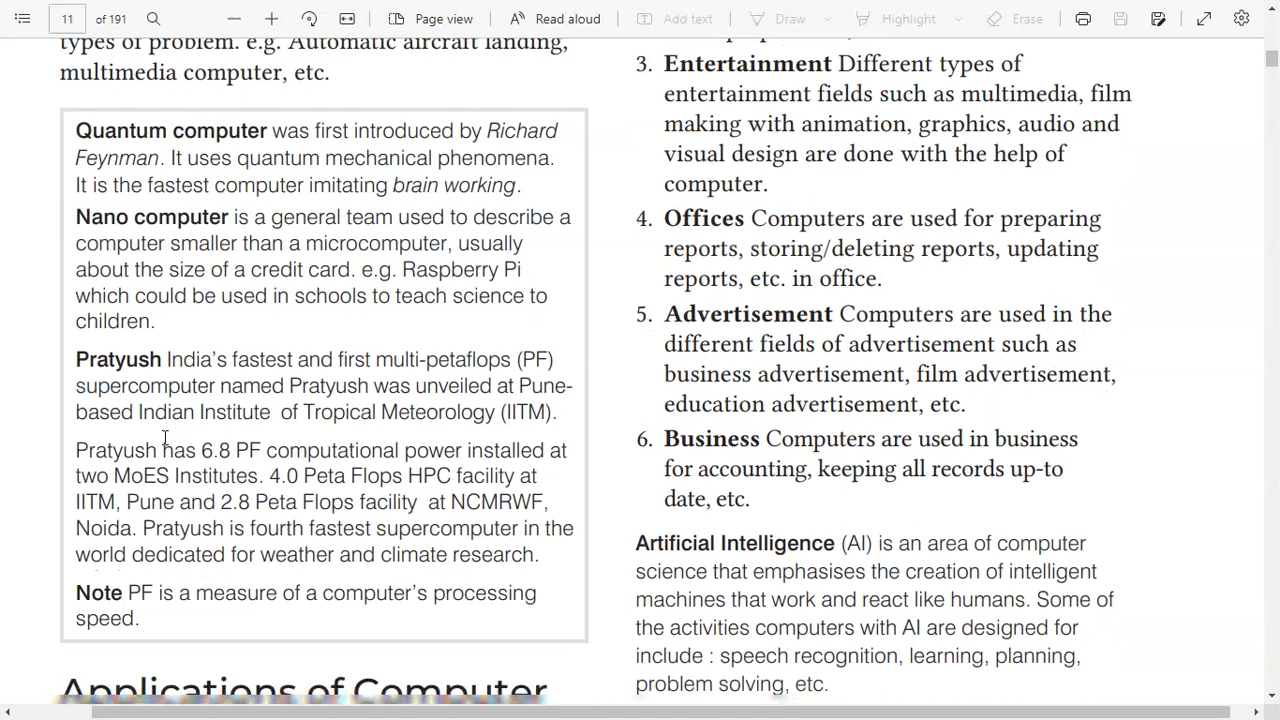 11 of 191 Page view Read aloud Add text Draw Highlight Erase
types of problem. e.g. Automatic aircraft landing,
multimedia computer, etc.
Quantum computer was first introduced by Richard
Feynman. It uses quantum mechanical phenomena.
It is the fastest computer imitating brain working.
Nano computer is a general team used to describe a
computer smaller than a microcomputer, usually
about the size of a credit card. e.g. Raspberry Pi
which could be used in schools to teach science to
children.
Pratyush India's fastest and first multi-petaflops (PF)
supercomputer named Pratyush was unveiled at Pune-
based Indian Institute of Tropical Meteorology (IITM).
Pratyush has 6.8 PF computational power installed at
two MoES Institutes. 4.0 Peta Flops HPC facility at
IITM, Pune and 2.8 Peta Flops facility at NCMRWF,
Noida. Pratyush is fourth fastest supercomputer in the
world dedicated for weather and climate research.
Note PF is a measure of a computer's processing
speed.
Applications of Computer
3. Entertainment Different types of
entertainment fields such as multimedia, film
making with animation, graphics, audio and
visual design are done with the help of
computer.
4. Offices Computers are used for preparing
reports, storing/deleting reports, updating
reports, etc. in office.
5. Advertisement Computers are used in the
different fields of advertisement such as
business advertisement, film advertisement,
education advertisement, etc.
6. Business Computers are used in business
for accounting, keeping all records up-to
date, etc.
Artificial Intelligence (AI) is an area of computer
science that emphasises the creation of intelligent
machines that work and react like humans. Some of
the activities computers with AI are designed for
include : speech recognition, learning, planning,
problem solving, etc.